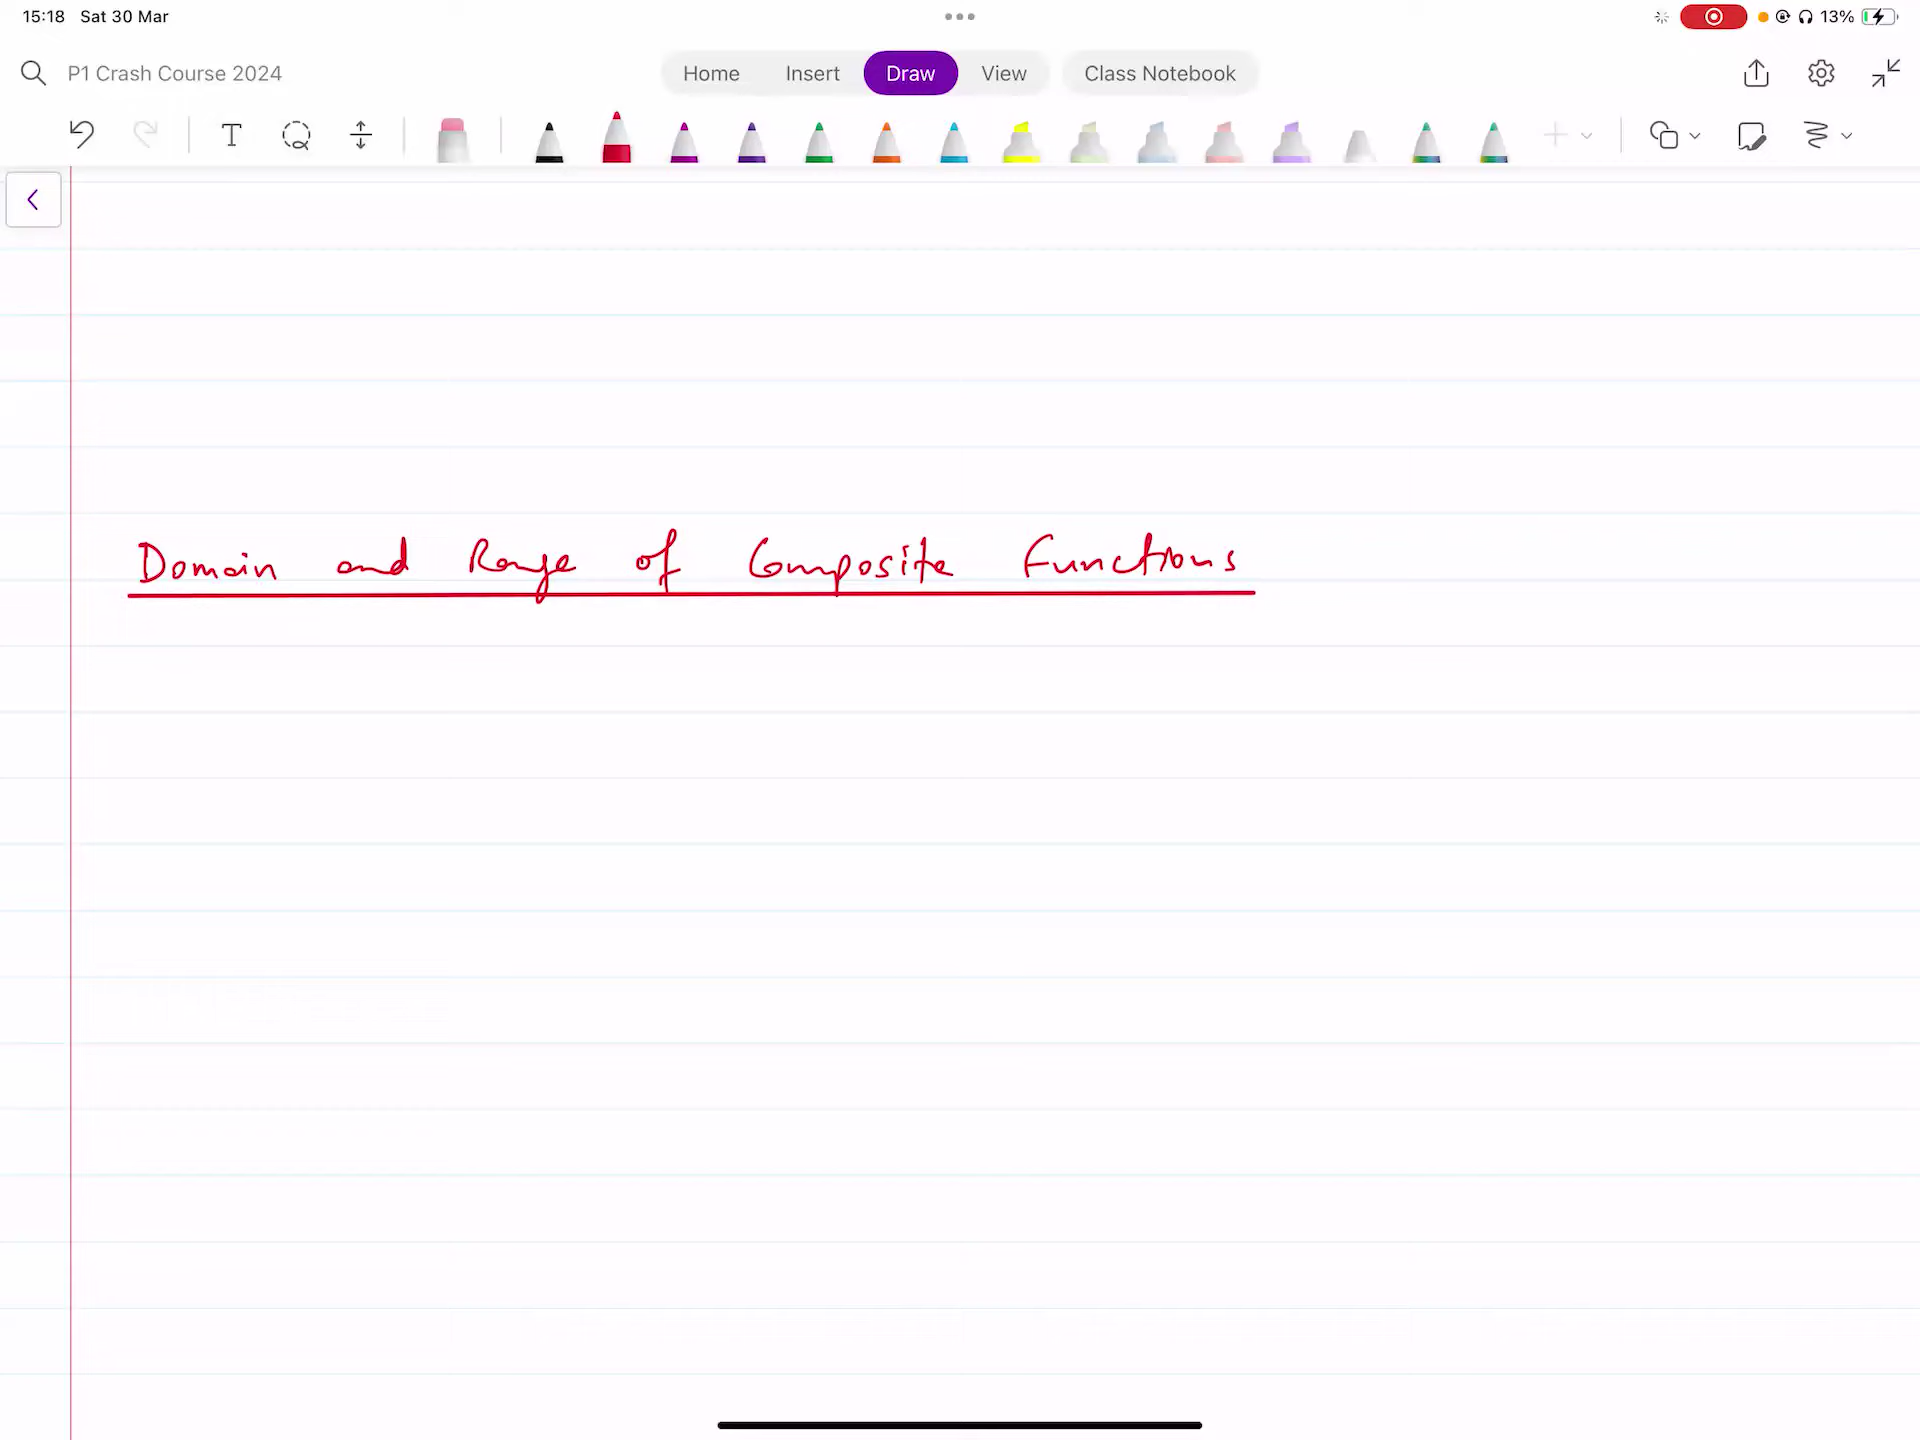 15:18 Sat 30 Mar 13%
P1 Crash Course 2024 Home Insert Draw View Class Notebook
T
Domain and Range of Composite Functions